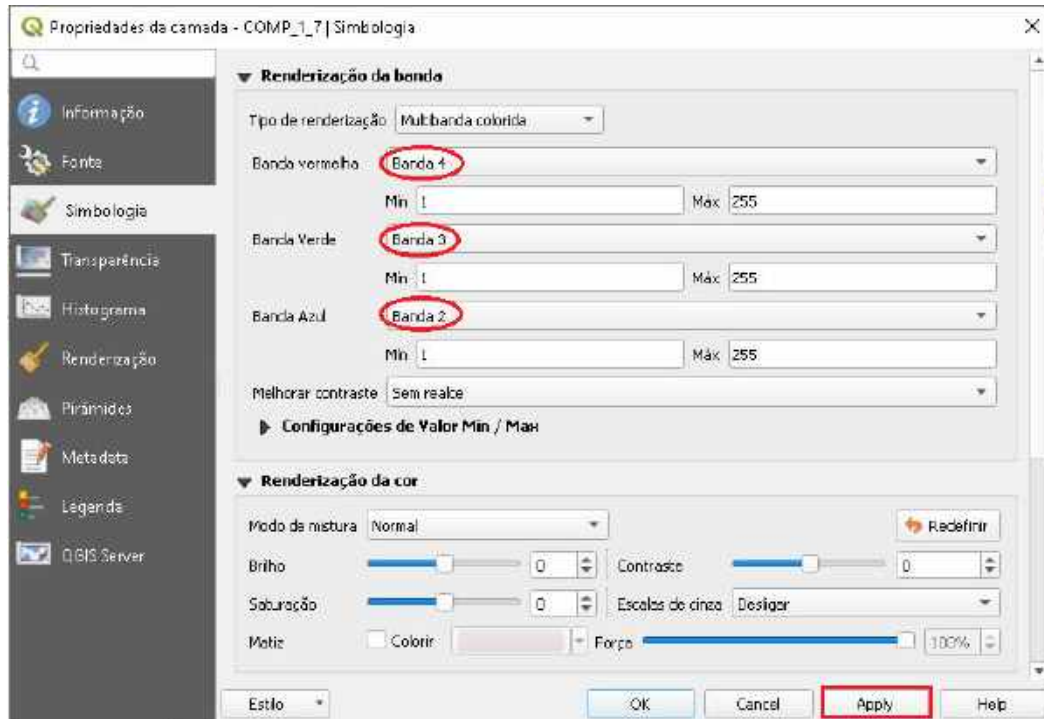 Propriedades da camada - COMP_1_7 | Simbologia
Informação
Fonte
Simbologia
Transparência
Histograma
Renderização
Pirâmides
Metadata
Legenda
QGIS Server
Renderização da banda
Tipo de renderização Multibanda colorida
Banda vermelha Banda 4
Min 1 Máx 255
Banda Verde Banda 3
Min 1 Máx 255
Banda Azul Banda 2
Min 1 Máx 255
Melhorar contraste Sem realce
Configurações de Valor Min / Max
Renderização da cor
Modo de mistura Normal Redefinir
Brilho 0 Contraste 0
Saturação 0 Escalas de cinza Desligar
Matiz Colorir Força 100%
Estilo OK Cancel Apply Help